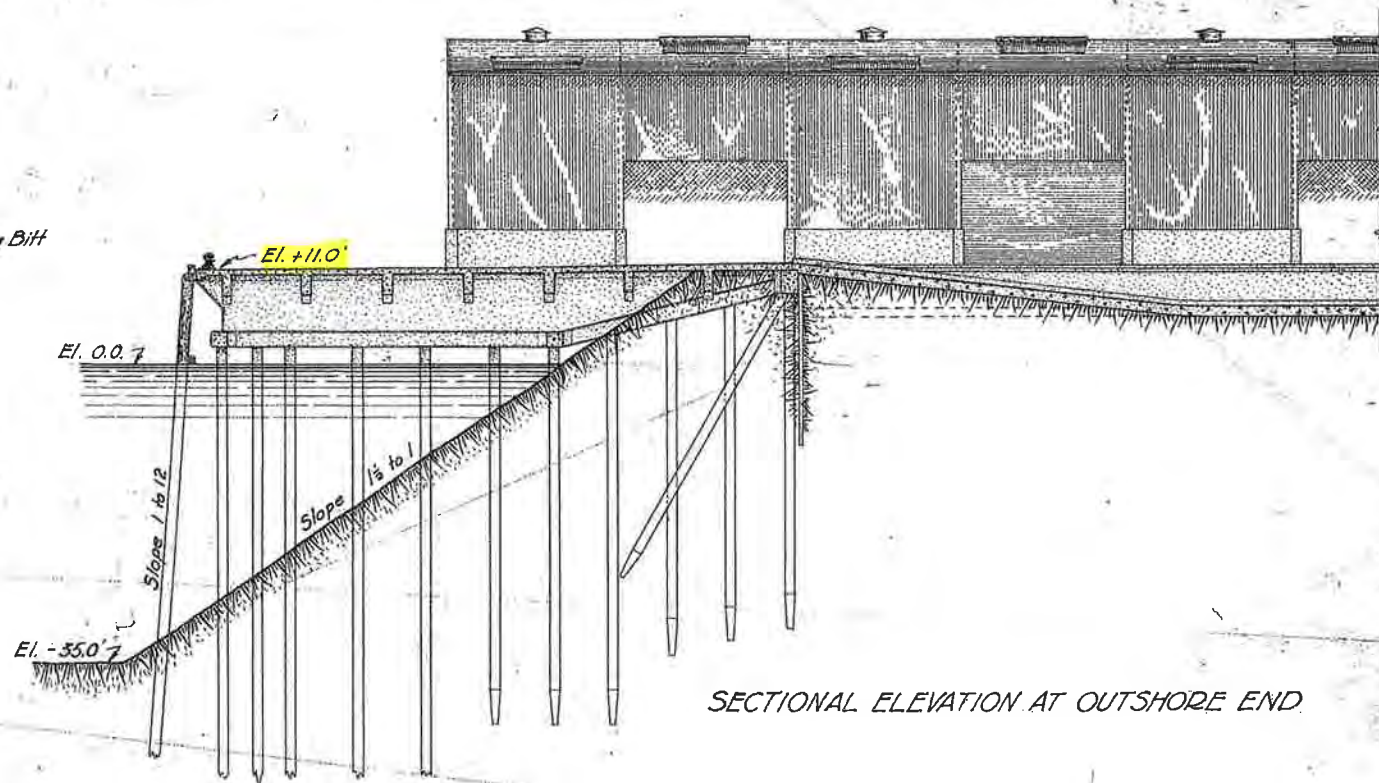 Bitt
El. +11.0'
El. 0.0.
Slope 1 to 12
Slope 1½ to 1
El. -35.0'
SECTIONAL ELEVATION AT OUTSHORE END